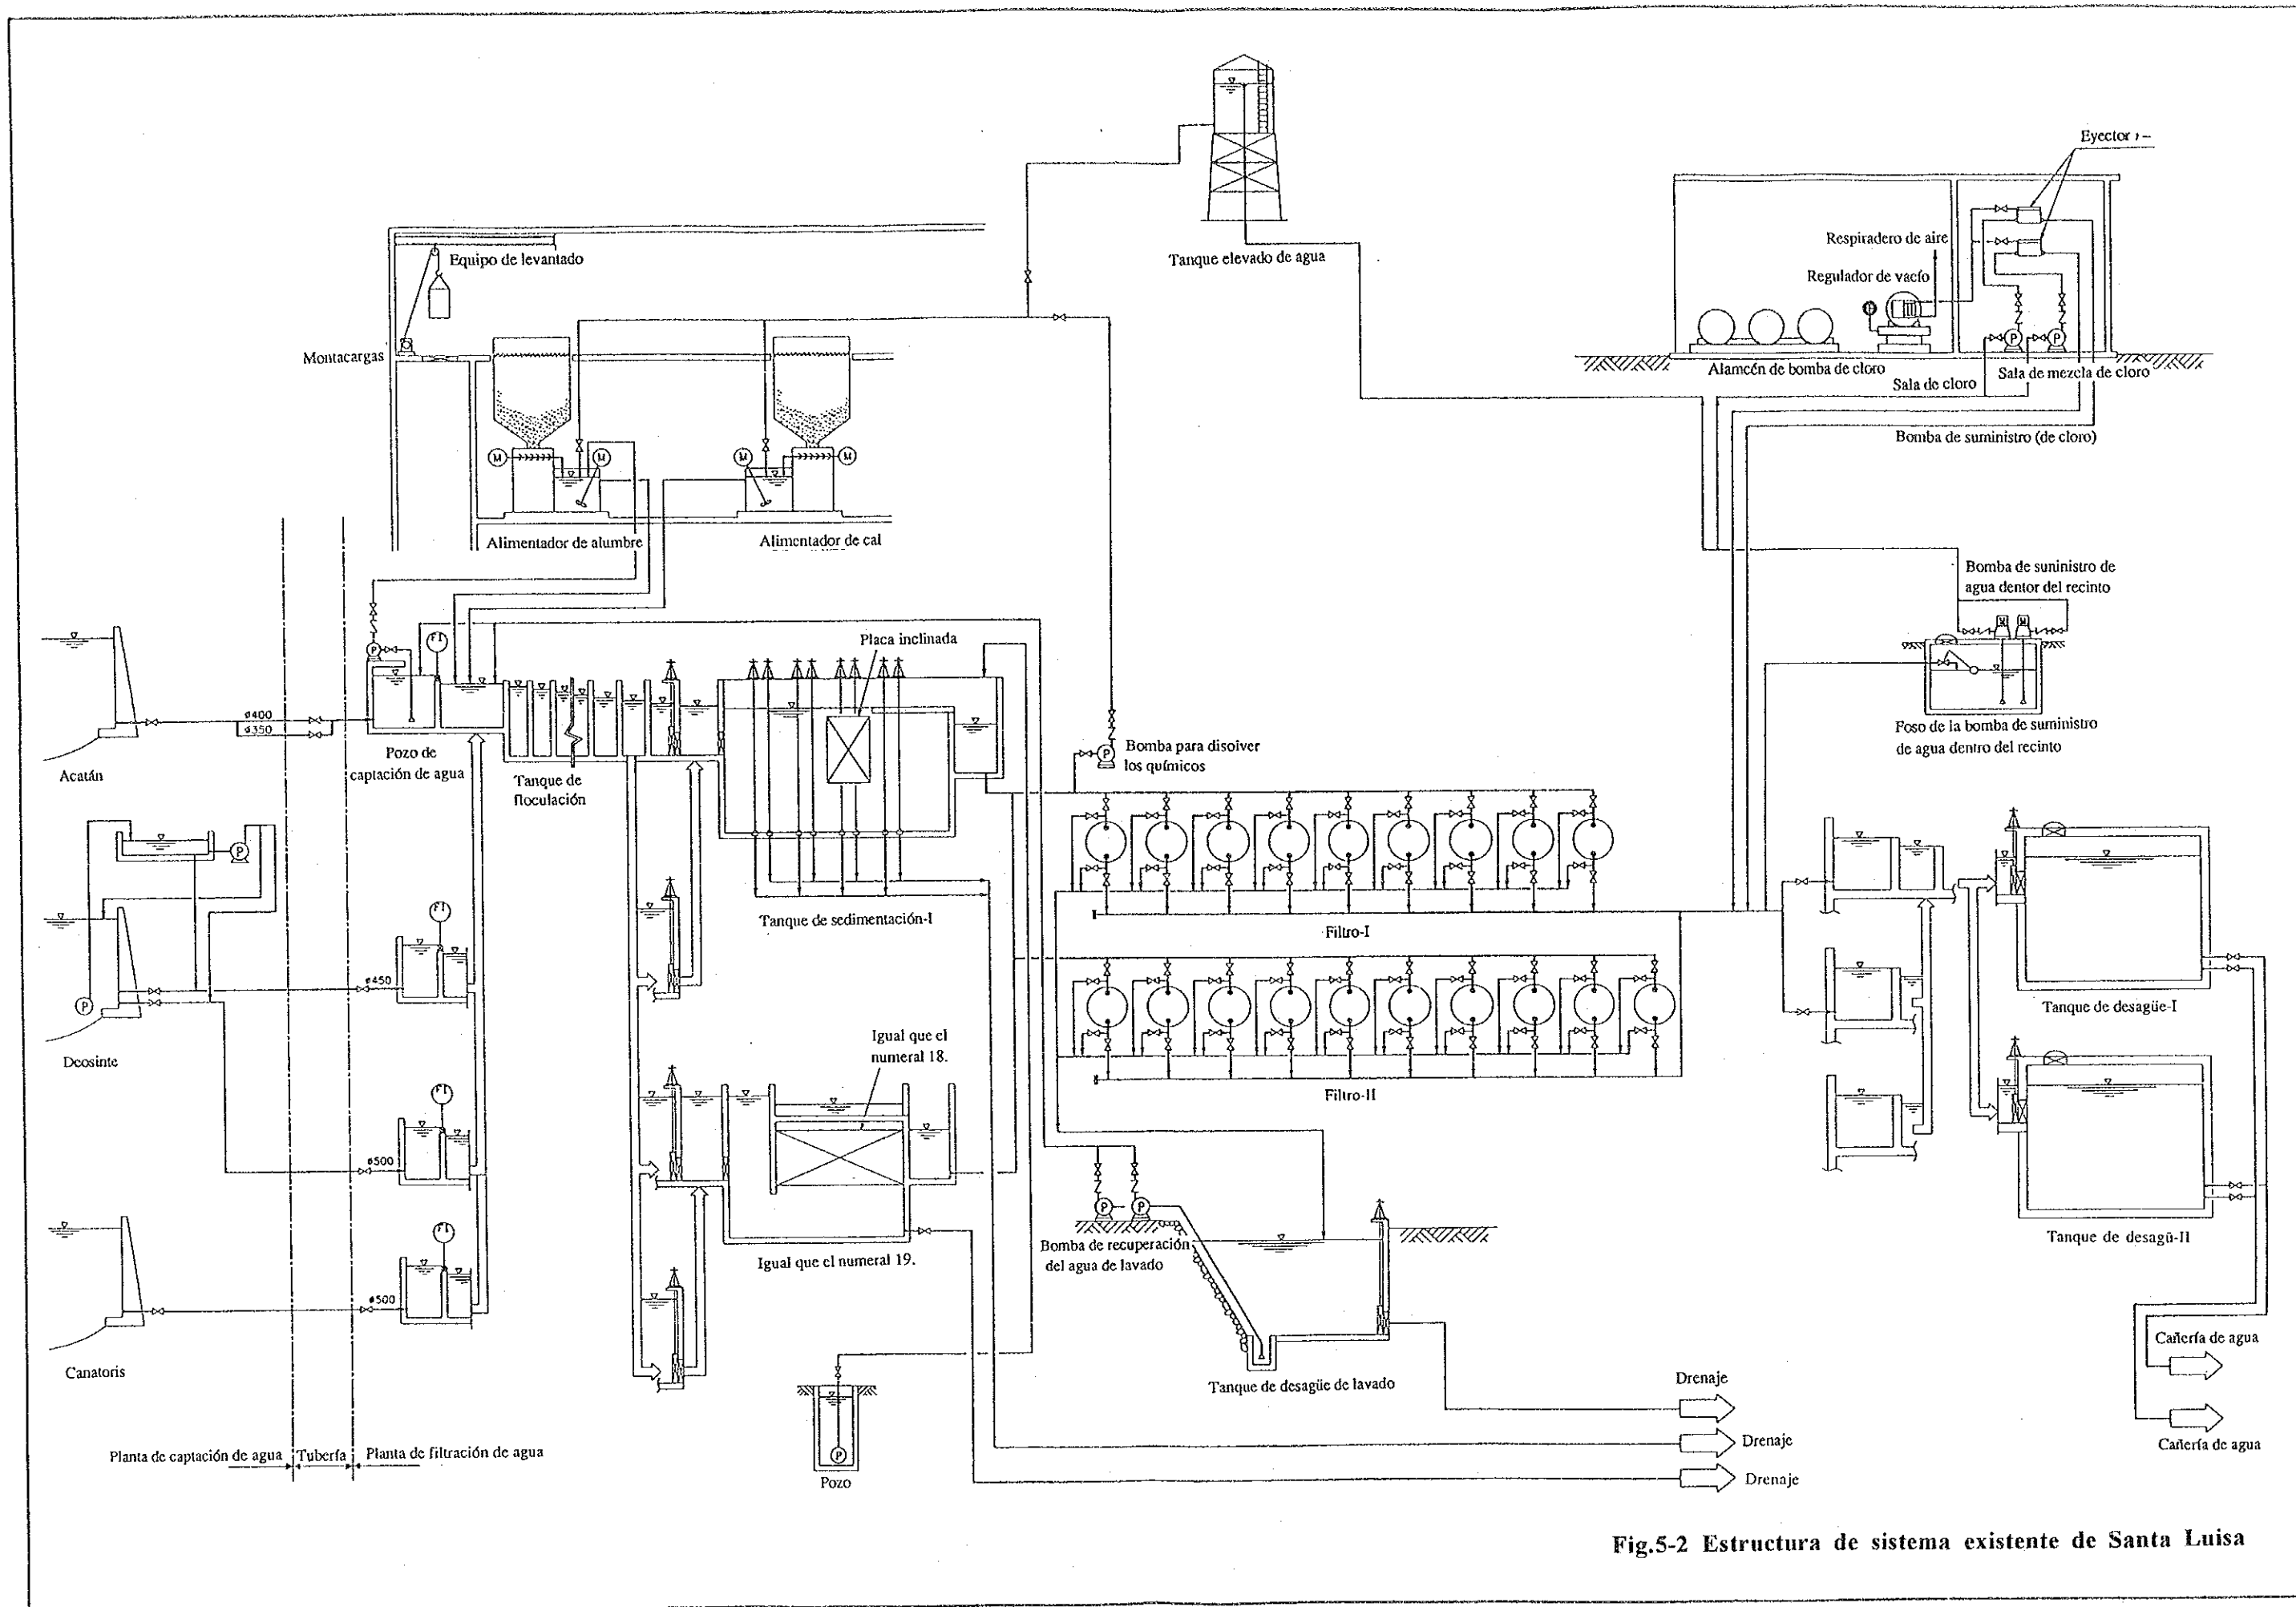 Eyector
Equipo de levantado
Tanque elevado de agua
Respiradero de aire
Regulador de vacío
Montacargas
Alamcén de bomba de cloro
Sala de cloro
Sala de mezcla de cloro
Bomba de suministro (de cloro)
M
M
M
M
P
P
Alimentador de alumbre
Alimentador de cal
Bomba de suninistro de
agua dentor del recinto
M
M
Foso de la bomba de suministro
de agua dentro del recinto
Placa inclinada
P
FI
ø400
ø350
Acatán
Pozo de
captación de agua
Tanque de
floculación
P
Bomba para disolver
los químicos
Tanque de sedimentación-I
Filtro-I
P
P
FI
ø450
Deosinte
Igual que el
numeral 18.
Filtro-II
Tanque de desagüe-I
FI
ø500
P
P
Bomba de recuperación
del agua de lavado
Igual que el numeral 19.
Tanque de desagü-II
FI
ø500
Canatoris
Tanque de desagüe de lavado
Cañería de agua
Cañería de agua
Drenaje
Drenaje
Drenaje
P
Pozo
Planta de captación de agua
Tubería
Planta de filtración de agua
Fig.5-2 Estructura de sistema existente de Santa Luisa